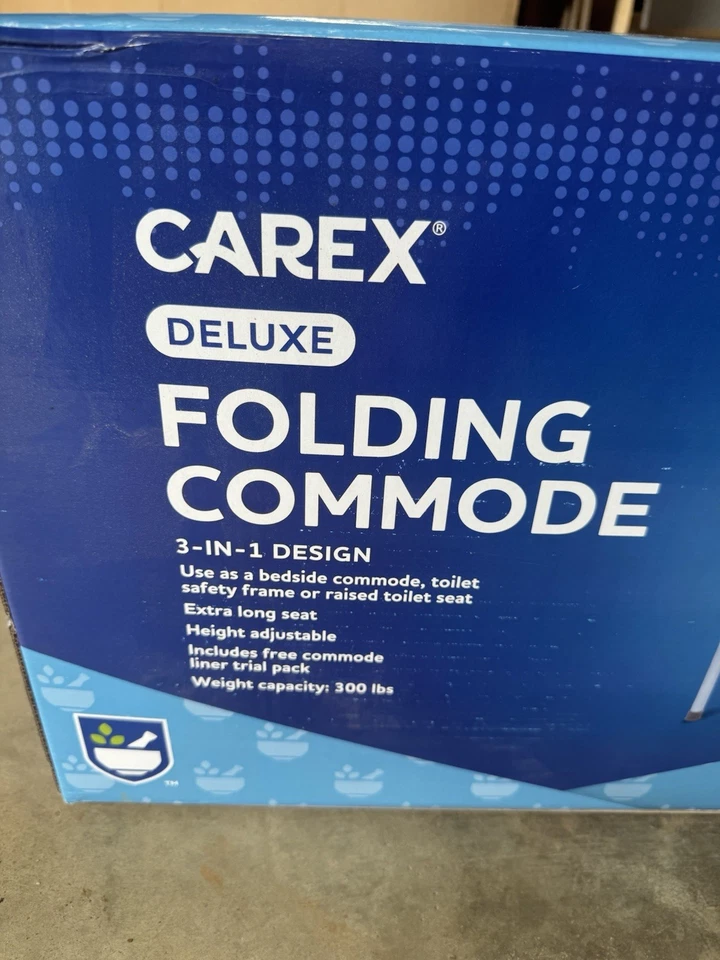 CAREX®
DELUXE
FOLDING
COMMODE
3-IN-1 DESIGN
Use as a bedside commode, toilet
safety frame or raised toilet seat
Extra long seat
Height adjustable
Includes free commode
liner trial pack
Weight capacity: 300 lbs
TM